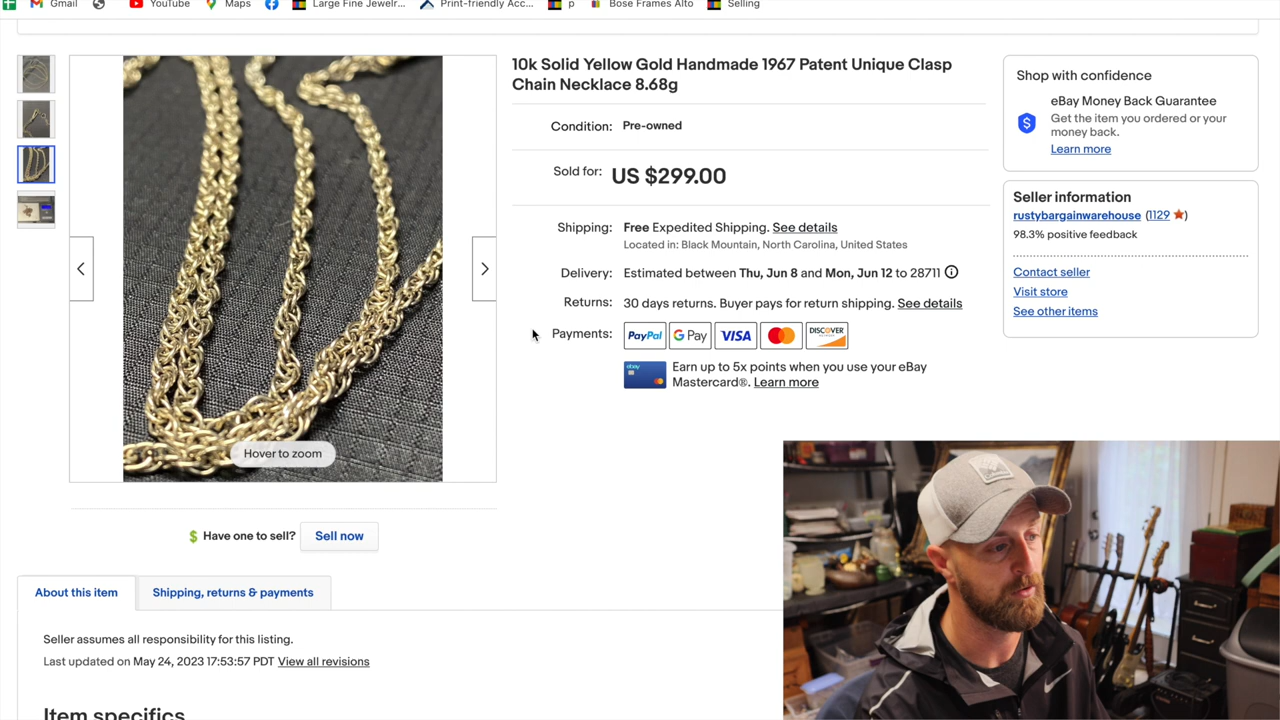 Gmail
YouTube
Maps
Large Fine Jewelr...
Print-friendly Acc...
p
Bose Frames Alto
Selling
10k Solid Yellow Gold Handmade 1967 Patent Unique Clasp
Chain Necklace 8.68g
Condition: Pre-owned
Sold for: US $299.00
Shipping: Free Expedited Shipping. See details
Located in: Black Mountain, North Carolina, United States
Delivery: Estimated between Thu, Jun 8 and Mon, Jun 12 to 28711
Returns: 30 days returns. Buyer pays for return shipping. See details
Payments: PayPal G Pay VISA DISCOVER
ebay
Earn up to 5x points when you use your eBay
Mastercard®. Learn more
Hover to zoom
$ Have one to sell? Sell now
Shop with confidence
eBay Money Back Guarantee
Get the item you ordered or your
money back.
Learn more
Seller information
rustybargainwarehouse (1129)
98.3% positive feedback
Contact seller
Visit store
See other items
About this item
Shipping, returns & payments
Seller assumes all responsibility for this listing.
Last updated on May 24, 2023 17:53:57 PDT View all revisions
Item specifics